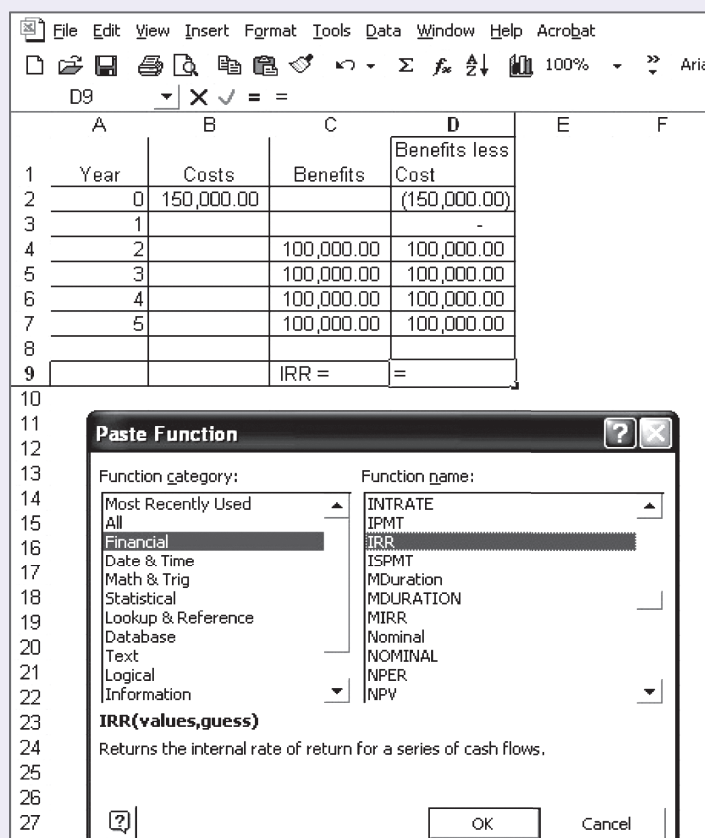 File Edit View Insert Format Tools Data Window Help Acrobat
100% Aria
D9 = =
A B C D E F
Benefits less
1 Year Costs Benefits Cost
2 0 150,000.00 (150,000.00)
3 1 -
4 2 100,000.00 100,000.00
5 3 100,000.00 100,000.00
6 4 100,000.00 100,000.00
7 5 100,000.00 100,000.00
8
9 IRR = =
10
11
12
13
14
15
16
17
18
19
20
21
22
23
24
25
26
27
Paste Function
Function category:
Most Recently Used
All
Financial
Date & Time
Math & Trig
Statistical
Lookup & Reference
Database
Text
Logical
Information
Function name:
INTRATE
IPMT
IRR
ISPMT
MDuration
MDURATION
MIRR
Nominal
NOMINAL
NPER
NPV
IRR(values,guess)
Returns the internal rate of return for a series of cash flows.
OK Cancel